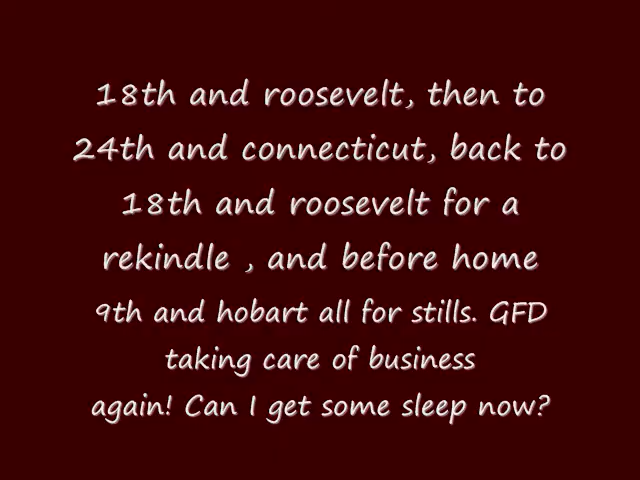 18th and roosevelt, then to
24th and connecticut, back to
18th and roosevelt for a
rekindle , and before home
9th and hobart all for stills. GFD
taking care of business
again! Can I get some sleep now?